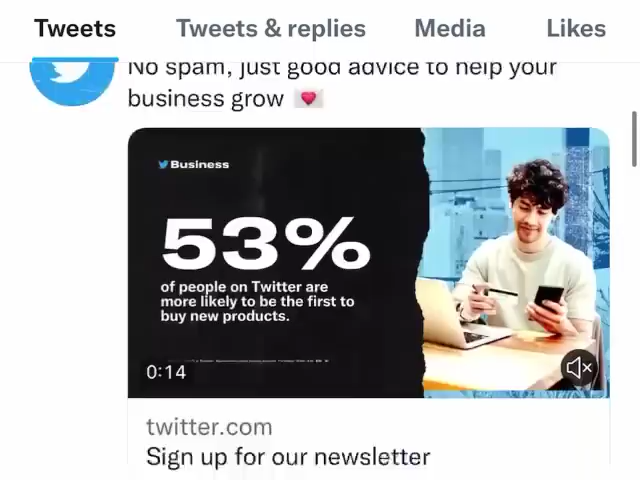 Tweets Tweets & replies Media Likes
No spam, just good advice to help your
business grow 💌
Business
53%
of people on Twitter are
more likely to be the first to
buy new products.
0:14
twitter.com
Sign up for our newsletter